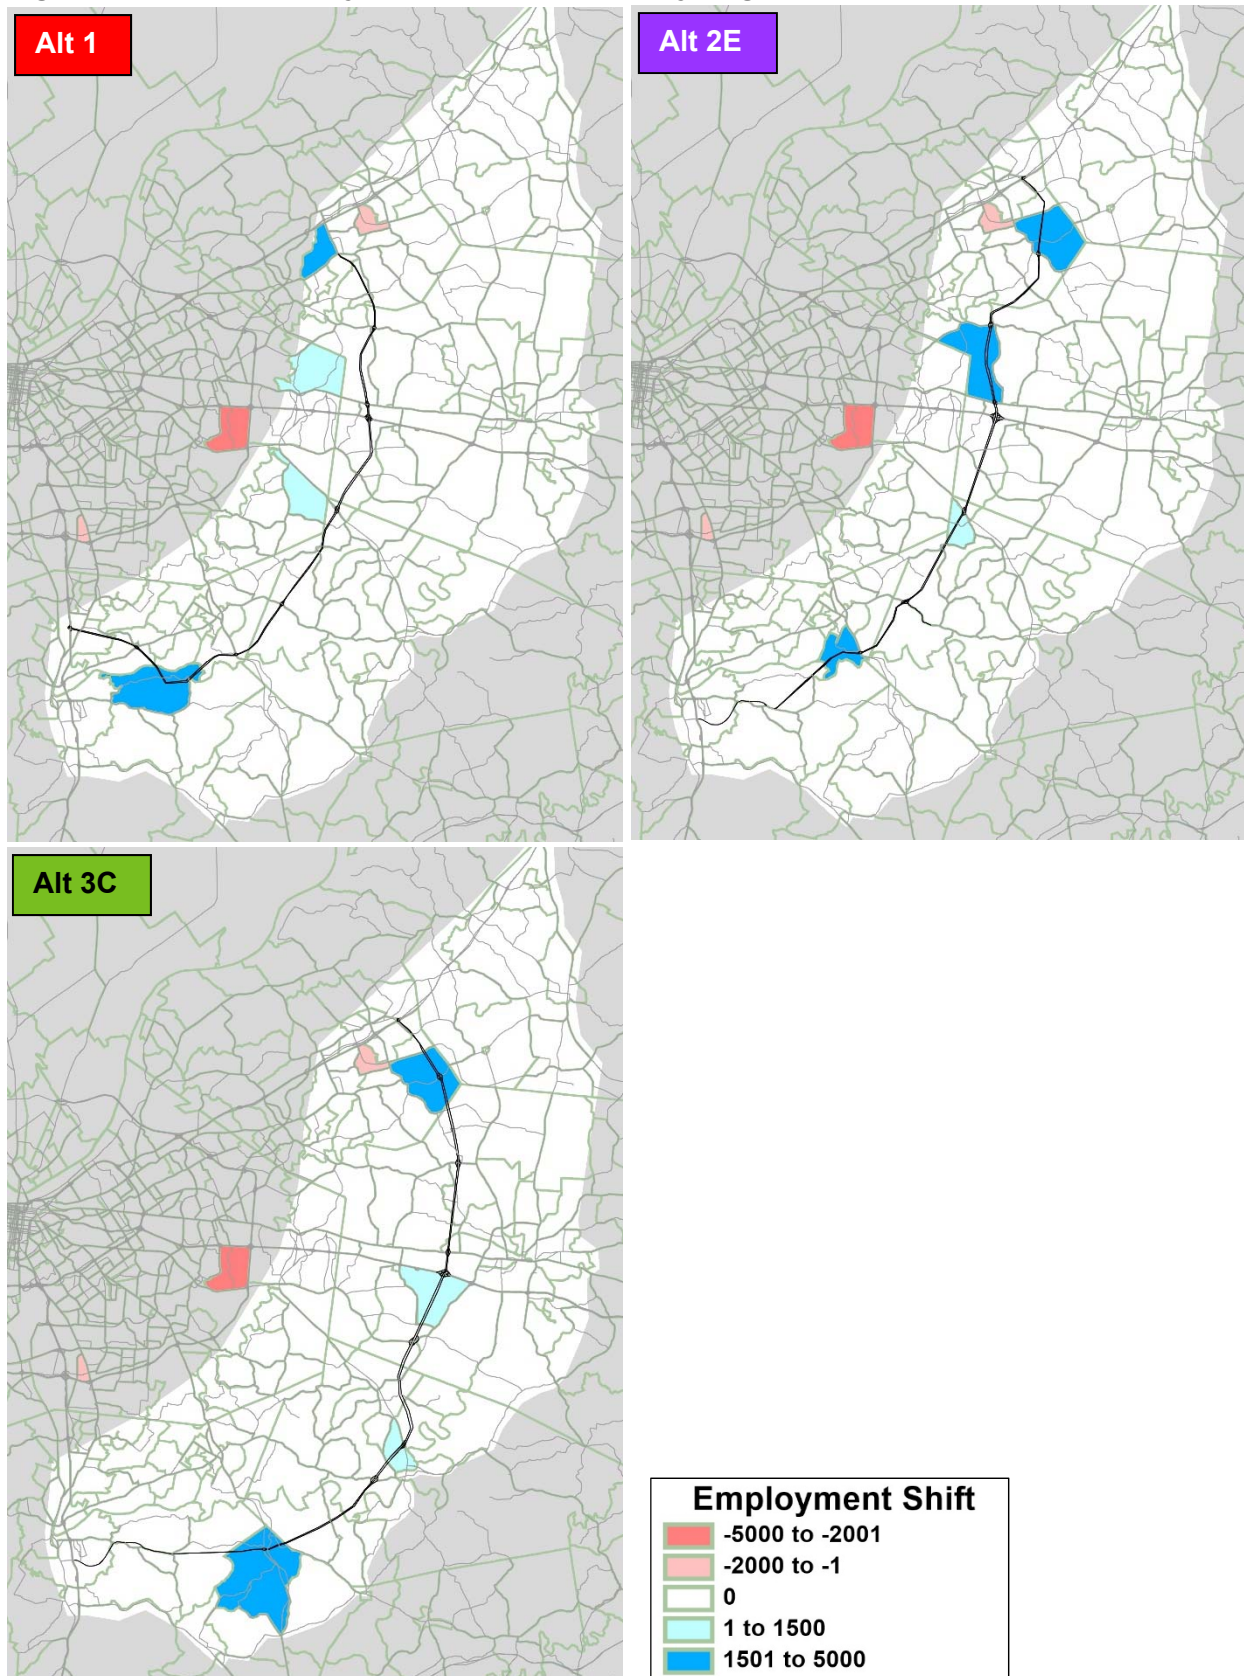 Alt 1
Alt 2E
Alt 3C
Employment Shift
-5000 to -2001
-2000 to -1
0
1 to 1500
1501 to 5000